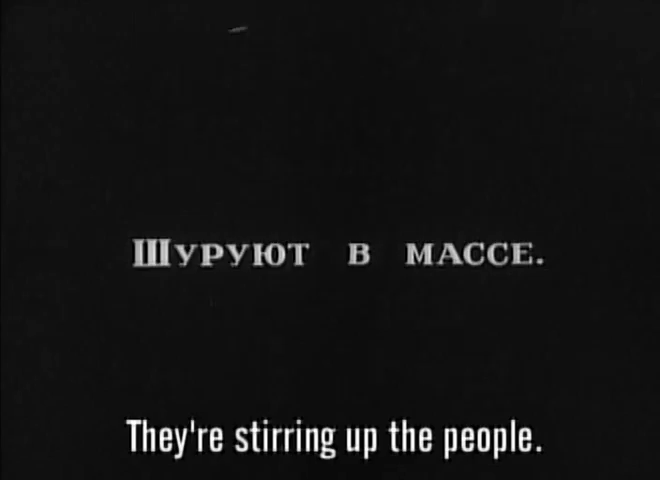 Шуруют в массе.
They're stirring up the people.